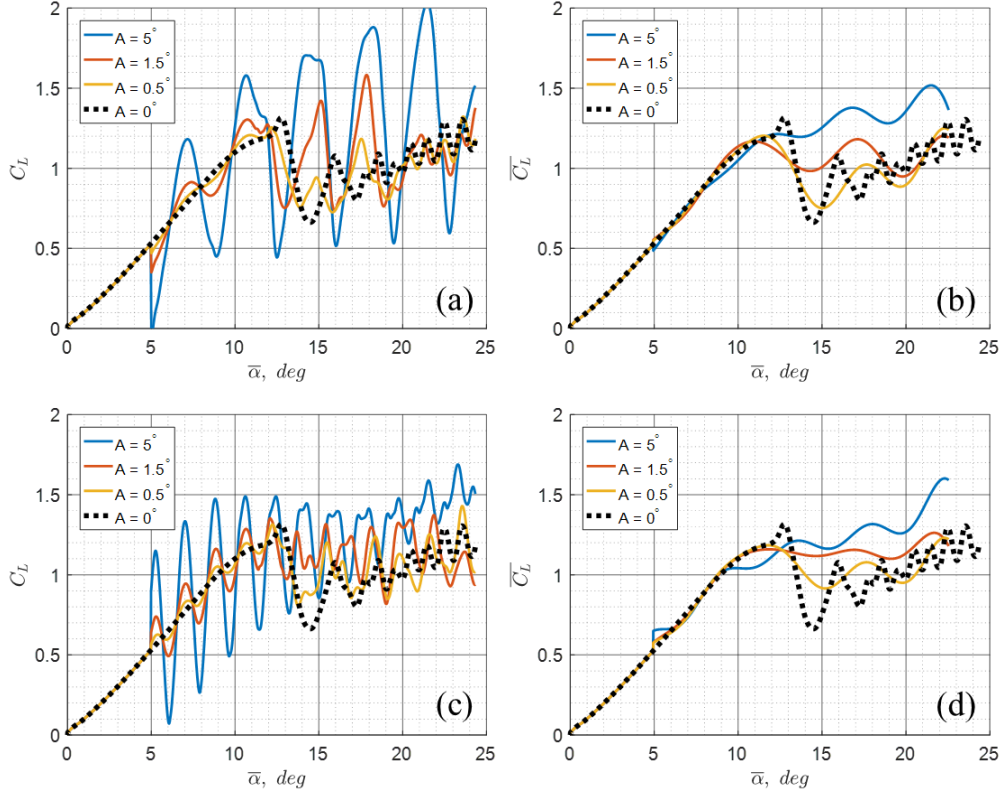 2
1.5
1
0.5
0
C_L
A = 5°
A = 1.5°
A = 0.5°
A = 0°
(a)
0 5 10 15 20 25
α̅, deg
2
1.5
1
0.5
0
C̅_L̅
A = 5°
A = 1.5°
A = 0.5°
A = 0°
(b)
0 5 10 15 20 25
α̅, deg
2
1.5
1
0.5
0
C_L
A = 5°
A = 1.5°
A = 0.5°
A = 0°
(c)
0 5 10 15 20 25
α̅, deg
2
1.5
1
0.5
0
C̅_L̅
A = 5°
A = 1.5°
A = 0.5°
A = 0°
(d)
0 5 10 15 20 25
α̅, deg